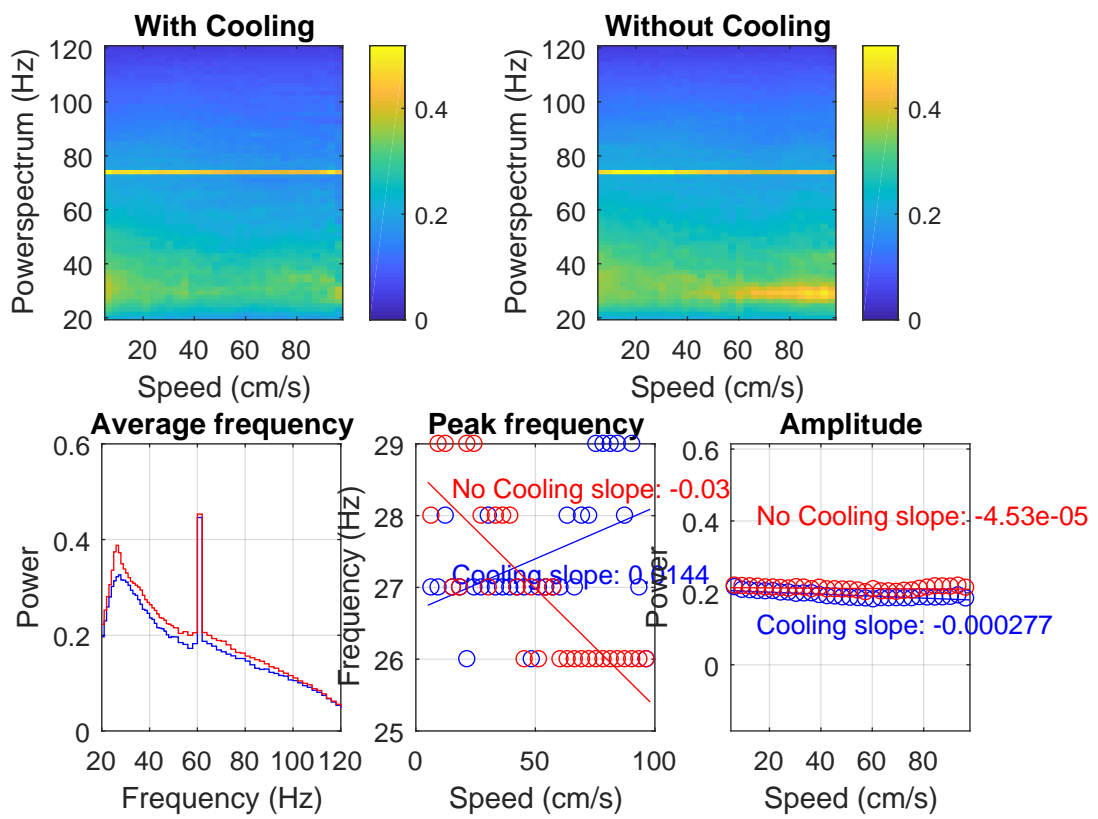 With Cooling
Powerspectrum (Hz)
120
100
80
60
40
20
20 40 60 80
Speed (cm/s)
0.4
0.2
0
Without Cooling
Powerspectrum (Hz)
120
100
80
60
40
20
20 40 60 80
Speed (cm/s)
0.4
0.2
0
Average frequency
Power
0.6
0.4
0.2
0
20 40 60 80 100 120
Frequency (Hz)
Peak frequency
Frequency (Hz)
29
28
27
26
25
No Cooling slope: -0.03
Cooling slope: 0.0144
0 50 100
Speed (cm/s)
Amplitude
Power
0.6
0.4
0.2
0
No Cooling slope: -4.53e-05
Cooling slope: -0.000277
20 40 60 80
Speed (cm/s)